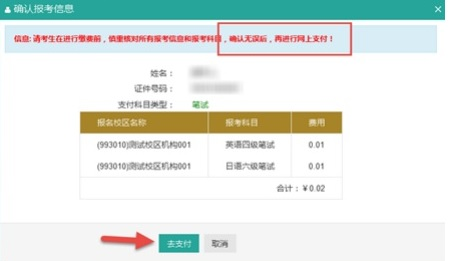 确认报考信息
信息: 请考生在进行缴费前，慎重核对所有报考信息和报考科目，确认无误后，再进行网上支付！
姓名：
证件号码：
支付科目类型： 笔试
报名校区名称 报考科目 费用
(993010)测试校区机构001 英语四级笔试 0.01
(993010)测试校区机构001 日语六级笔试 0.01
合计：￥0.02
去支付 取消